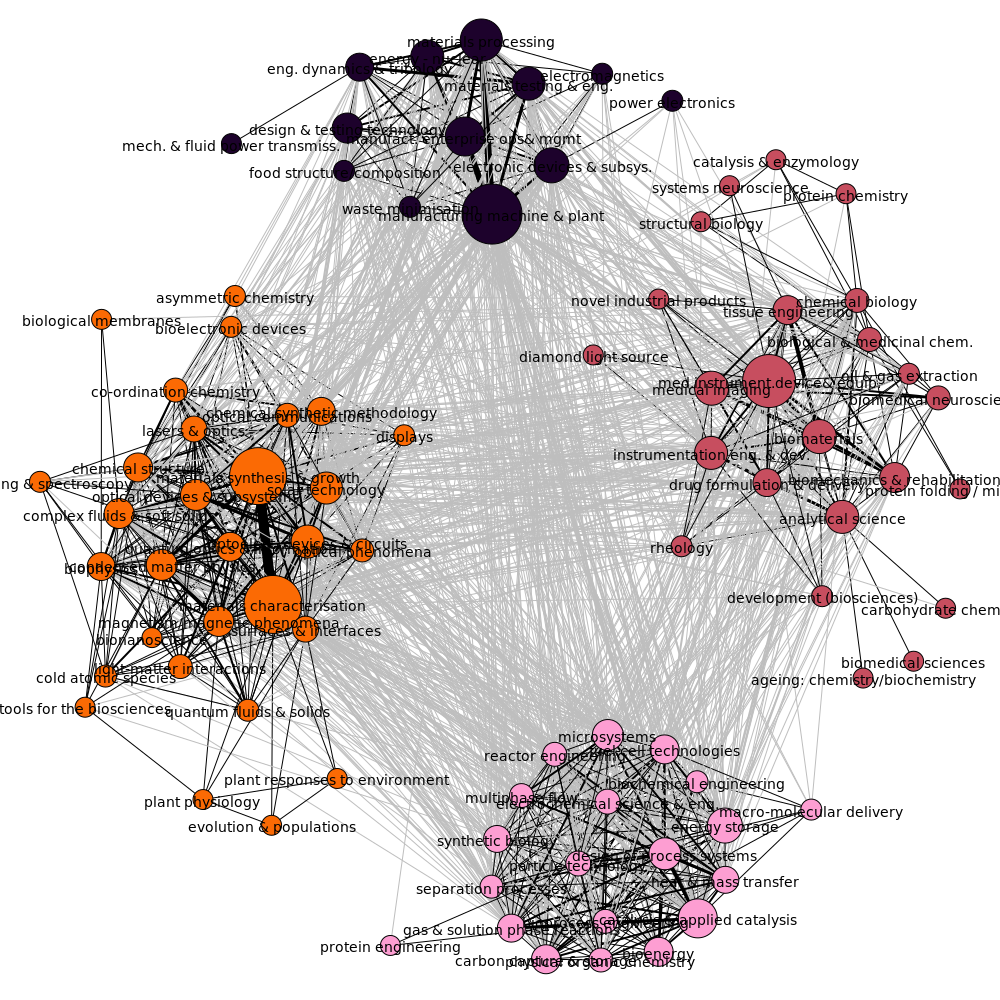 materials processing
eng. dynamics & tribology
electromagnetics
materials testing & eng.
power electronics
design & testing technology
manufact. enterprise ops& mgmt
mech. & fluid power transmiss.
electronic devices & subsys.
food structure/composition
waste minimisation
manufacturing machine & plant
catalysis & enzymology
systems neuroscience
protein chemistry
structural biology
asymmetric chemistry
novel industrial products
chemical biology
tissue engineering
biological membranes
bioelectronic devices
biological & medicinal chem.
diamond light source
oil & gas extraction
co-ordination chemistry
med.instrument.device& equip.
medical imaging
biomedical neuroscie
chemical synthetic methodology
optical communications
lasers & optics
displays
biomaterials
instrumentation eng. & dev.
chemical structure
materials synthesis & growth
ng & spectroscopy
solar technology
optical devices & subsystems
drug formulation & delivery
biomechanics & rehabilitation
protein folding / mi
complex fluids & soft solids
analytical science
circuits
optical phenomena
rheology
biophysics
condensed matter physics
materials characterisation
development (biosciences)
carbohydrate chem
magnetism/magnetic phenomena
surfaces & interfaces
bionanoscience
light-matter interactions
biomedical sciences
cold atomic species
ageing: chemistry/biochemistry
tools for the biosciences
quantum fluids & solids
microsystems
fuel cell technologies
reactor engineering
plant responses to environment
biochemical engineering
multiphase flow
plant physiology
electrochemical science & eng.
macro-molecular delivery
evolution & populations
energy storage
synthetic biology
design of process systems
particle technology
heat & mass transfer
separation processes
catalysis & applied catalysis
gas & solution phase reactions
protein engineering
bioenergy
carbon capture & storage
physical organic chemistry